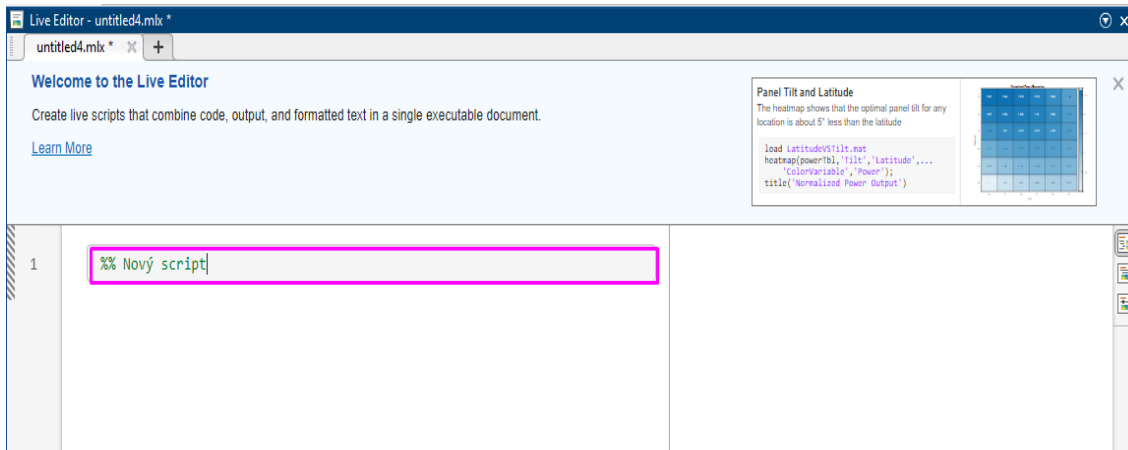 Live Editor - untitled4.mlx *
untitled4.mlx *
Welcome to the Live Editor
Create live scripts that combine code, output, and formatted text in a single executable document.
Learn More
Panel Tilt and Latitude
The heatmap shows that the optimal panel tilt for any
location is about 5° less than the latitude
load LatitudeVSTilt.mat
heatmap(powerTbl,'Tilt','Latitude',...
'ColorVariable','Power');
title('Normalized Power Output')
1
%% Nový script